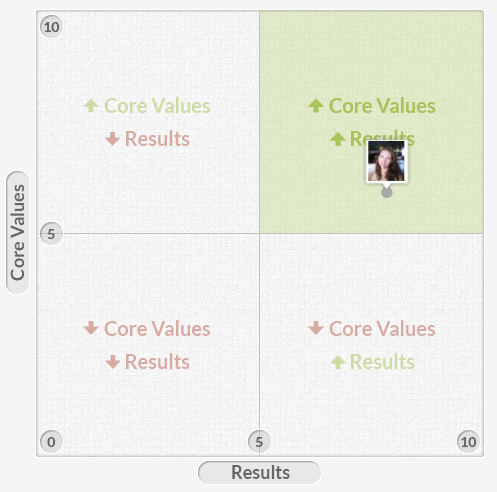 10
↑ Core Values
↓ Results
↑ Core Values
↑ Results
Core Values
5
↓ Core Values
↓ Results
↓ Core Values
↑ Results
0
5
10
Results